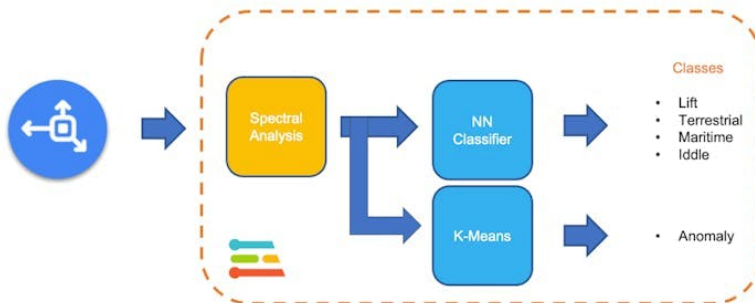 Classes
Spectral
Analysis
NN
Classifier
• Lift
• Terrestrial
• Maritime
• Iddle
K-Means
• Anomaly